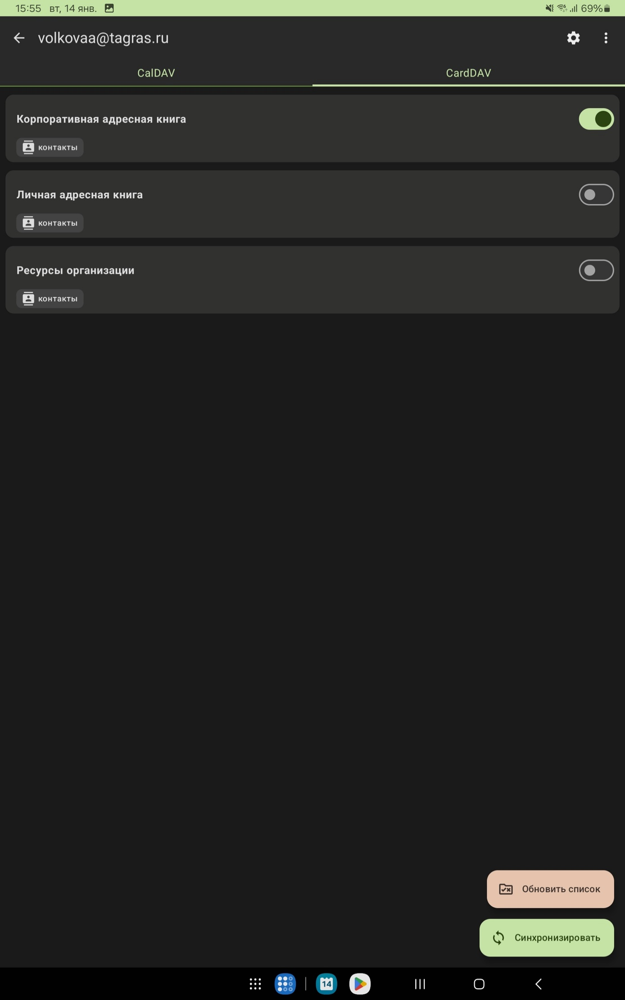 15:55 вт, 14 янв. 69%
volkovaa@tagras.ru
CalDAV CardDAV
Корпоративная адресная книга
контакты
Личная адресная книга
контакты
Ресурсы организации
контакты
Обновить список
Синхронизировать
14